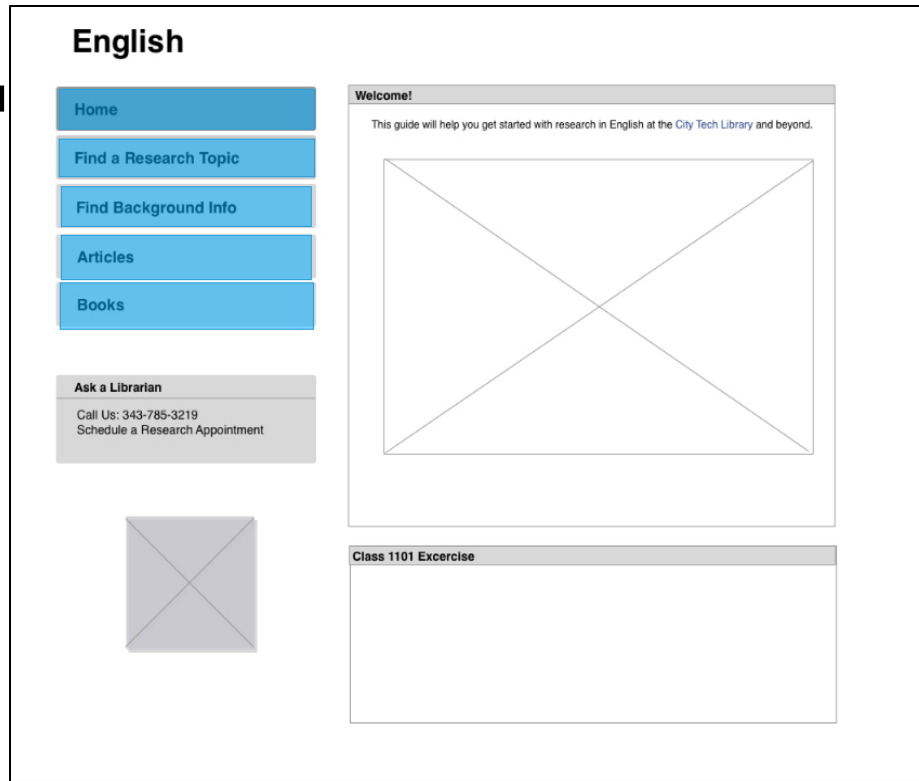 English
Home
Find a Research Topic
Find Background Info
Articles
Books
Ask a Librarian
Call Us: 343-785-3219
Schedule a Research Appointment
Welcome!
This guide will help you get started with research in English at the City Tech Library and beyond.
Class 1101 Excercise